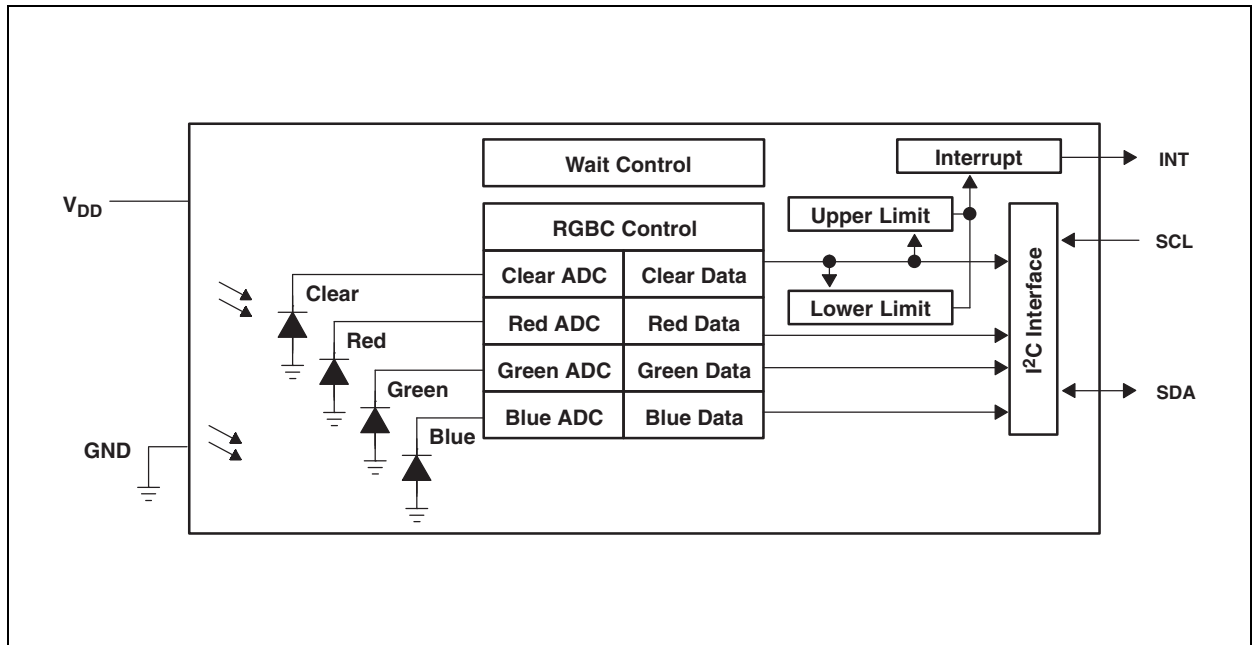 Wait Control
Interrupt
INT
V_DD
Upper Limit
RGBC Control
SCL
Clear ADC
Clear Data
Clear
Lower Limit
Red ADC
Red Data
Red
I²C Interface
Green ADC
Green Data
Green
SDA
Blue ADC
Blue Data
Blue
GND